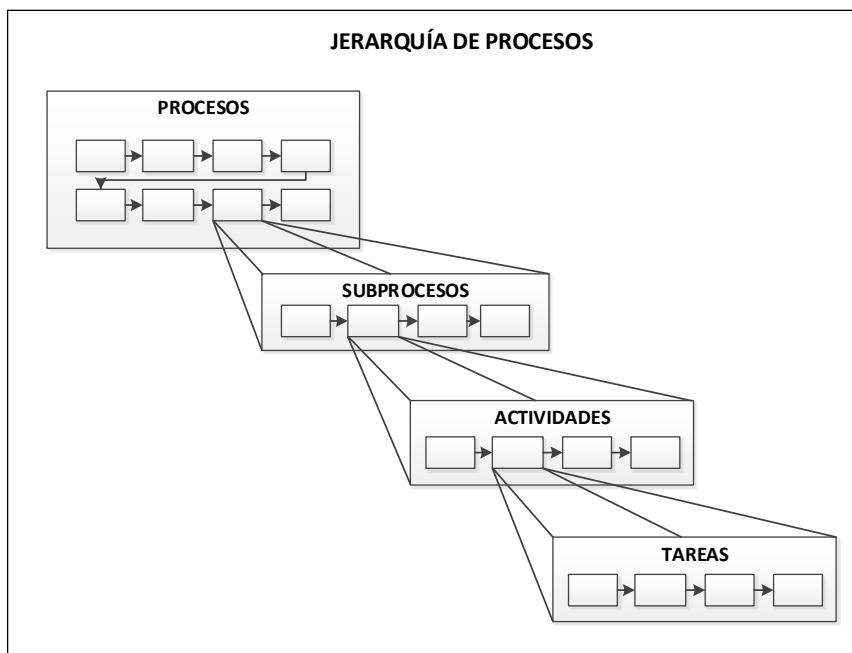 JERARQUÍA DE PROCESOS
PROCESOS
SUBPROCESOS
ACTIVIDADES
TAREAS